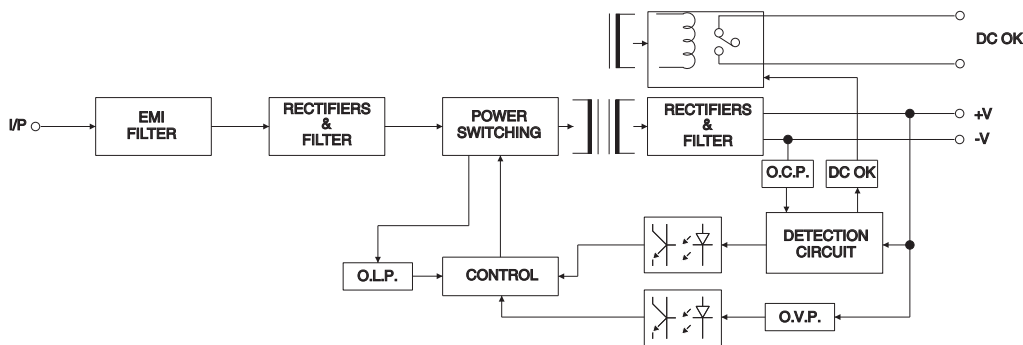 DC OK
I/P
EMI
FILTER
RECTIFIERS
&
FILTER
POWER
SWITCHING
RECTIFIERS
&
FILTER
+V
-V
O.C.P.
DC OK
DETECTION
CIRCUIT
O.L.P.
CONTROL
O.V.P.